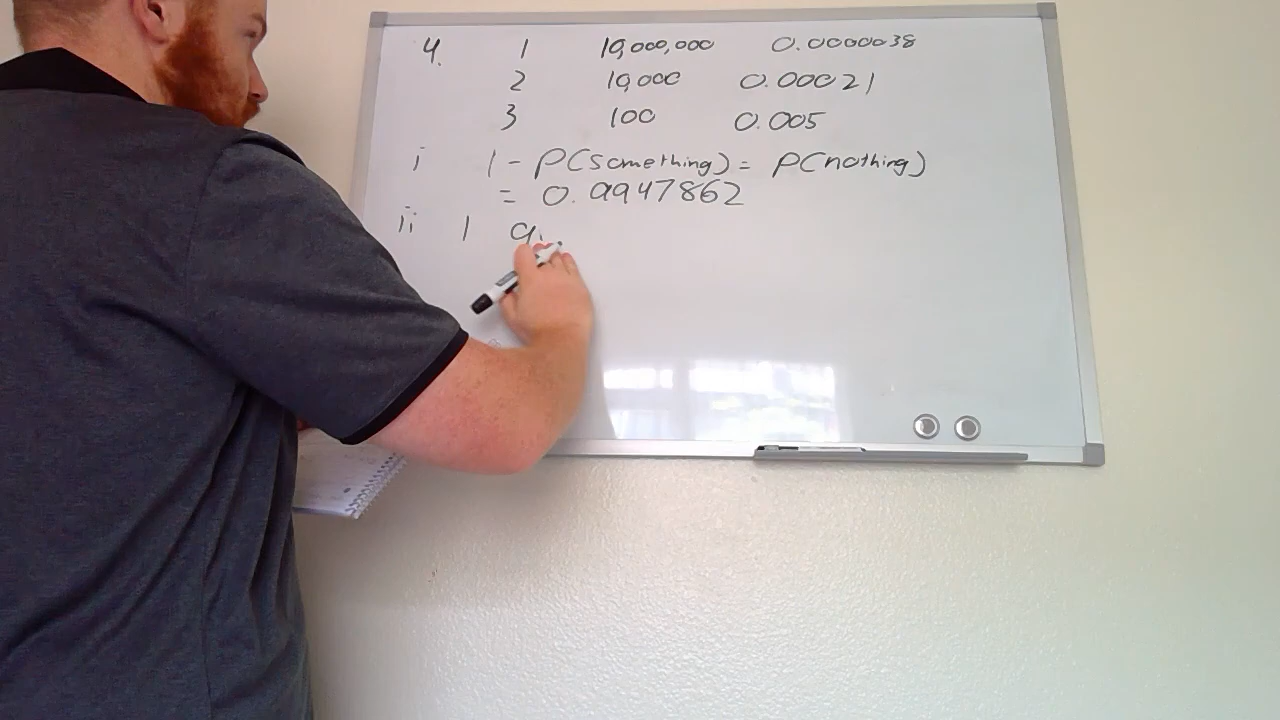 4. 1 10,000,000 0.0000038
2 10,000 0.00021
3 100 0.005
i 1 - P(something) = P(nothing)
= 0.9947862
ii 1